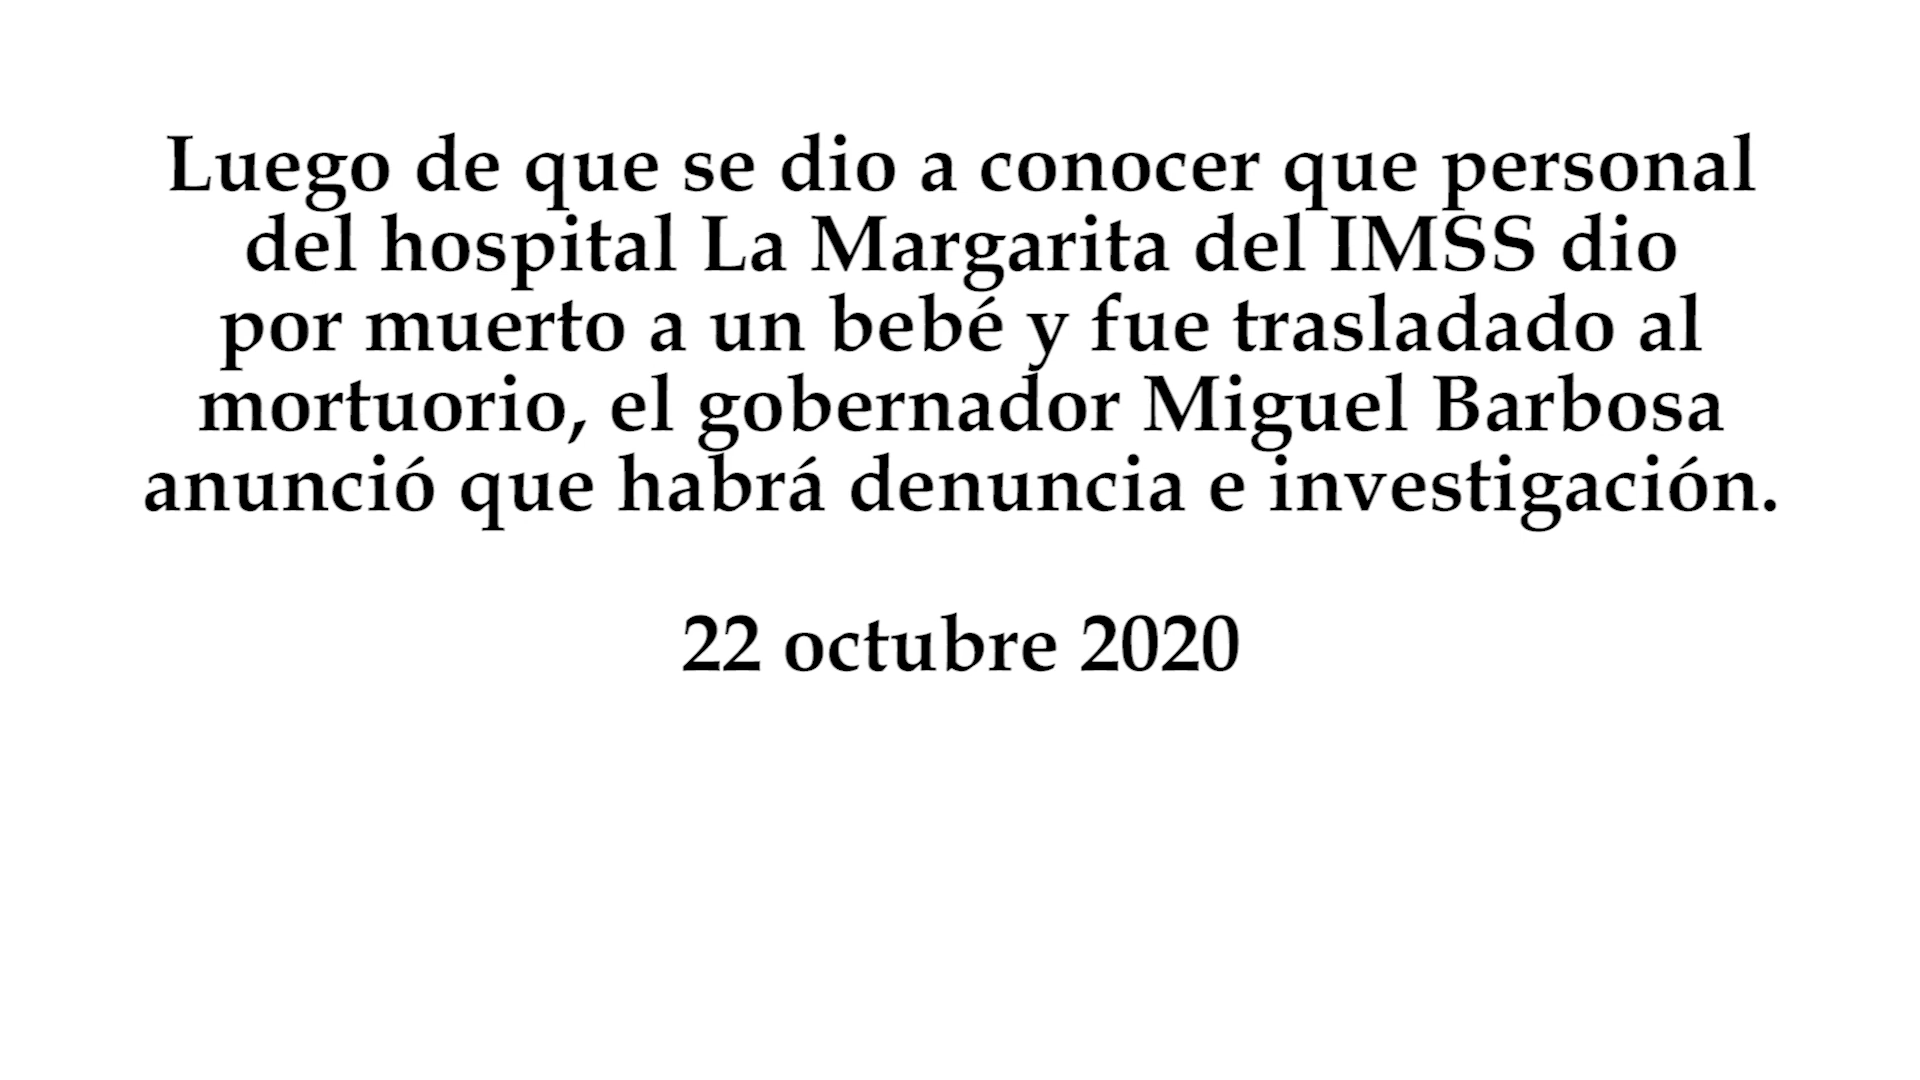 Luego de que se dio a conocer que personal
del hospital La Margarita del IMSS dio
por muerto a un bebé y fue trasladado al
mortuorio, el gobernador Miguel Barbosa
anunció que habrá denuncia e investigación.
22 octubre 2020